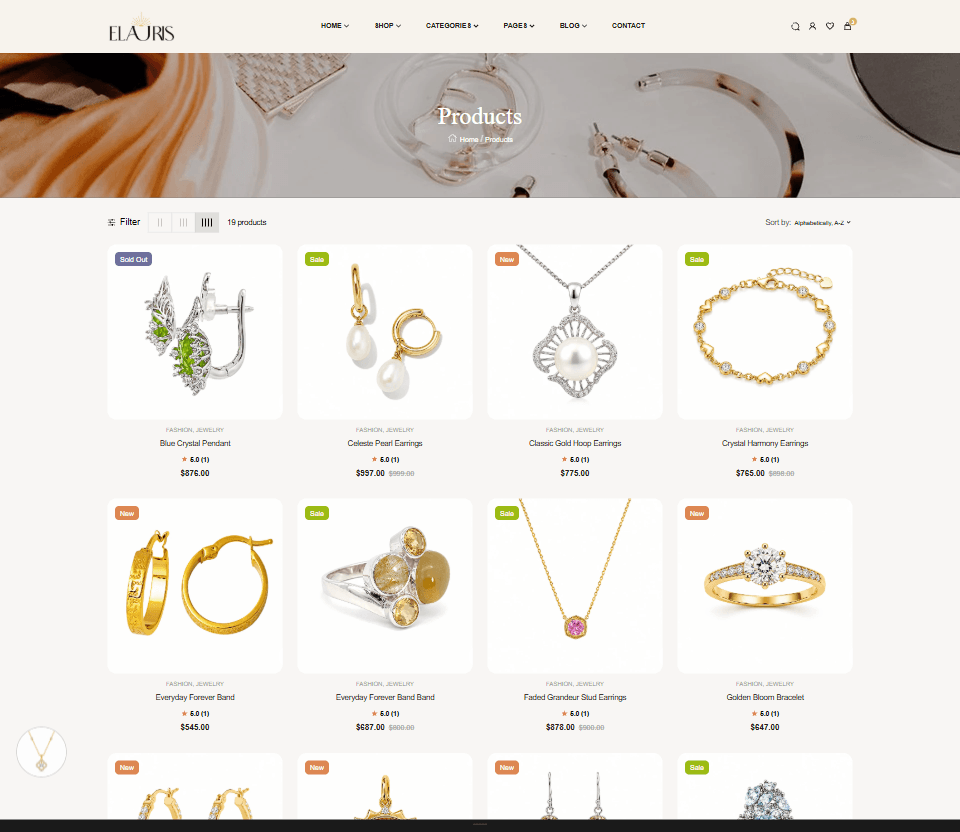 ELAURIS
HOME SHOP CATEGORIES PAGES BLOG CONTACT
Products
Home / Products
Filter 19 products Sort by: Alphabetically, A-Z
Sold Out Sale New Sale
FASHION, JEWELRY FASHION, JEWELRY FASHION, JEWELRY FASHION, JEWELRY
Blue Crystal Pendant Celeste Pearl Earrings Classic Gold Hoop Earrings Crystal Harmony Earrings
★ 5.0 (1) ★ 5.0 (1) ★ 5.0 (1) ★ 5.0 (1)
$876.00 $997.00 $999.00 $775.00 $765.00 $898.00
New Sale Sale New
FASHION, JEWELRY FASHION, JEWELRY FASHION, JEWELRY FASHION, JEWELRY
Everyday Forever Band Everyday Forever Band Band Faded Grandeur Stud Earrings Golden Bloom Bracelet
★ 5.0 (1) ★ 5.0 (1) ★ 5.0 (1) ★ 5.0 (1)
$545.00 $687.00 $800.00 $878.00 $900.00 $647.00
New New New Sale